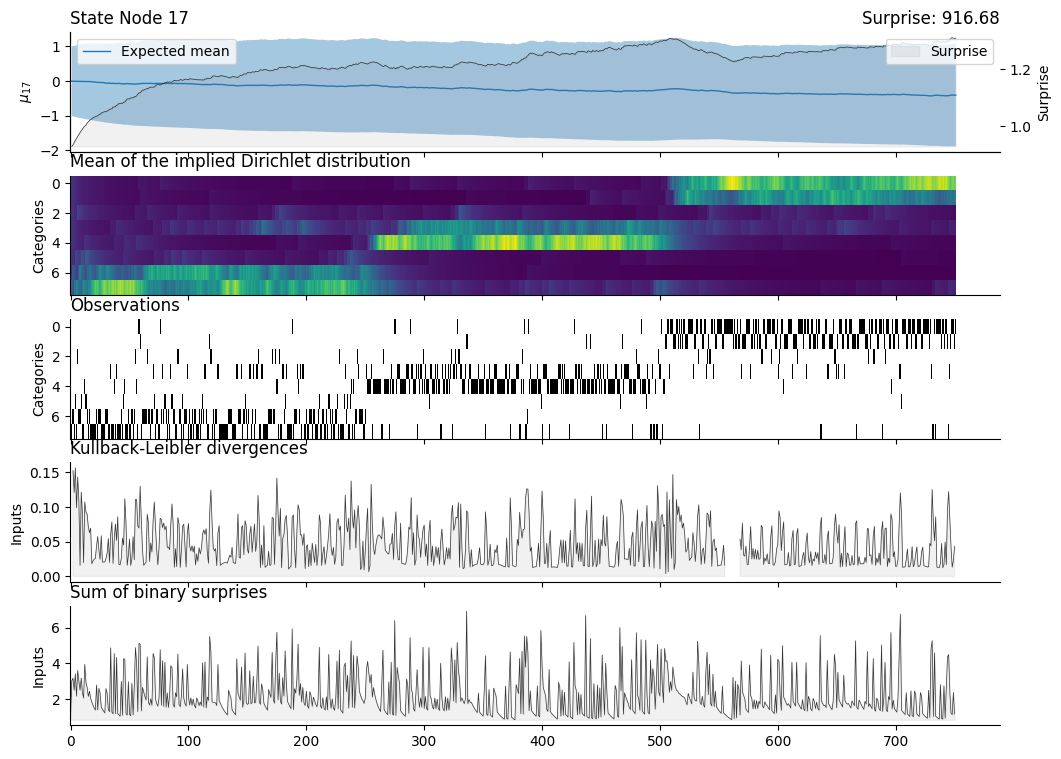 State Node 17
Surprise: 916.68
Expected mean
Surprise
1
0
−1
−2
μ17
1.2
1.0
Surprise
Mean of the implied Dirichlet distribution
0
2
4
6
Categories
Observations
0
2
4
6
Categories
Kullback-Leibler divergences
0.15
0.10
0.05
0.00
Inputs
Sum of binary surprises
6
4
2
Inputs
0 100 200 300 400 500 600 700